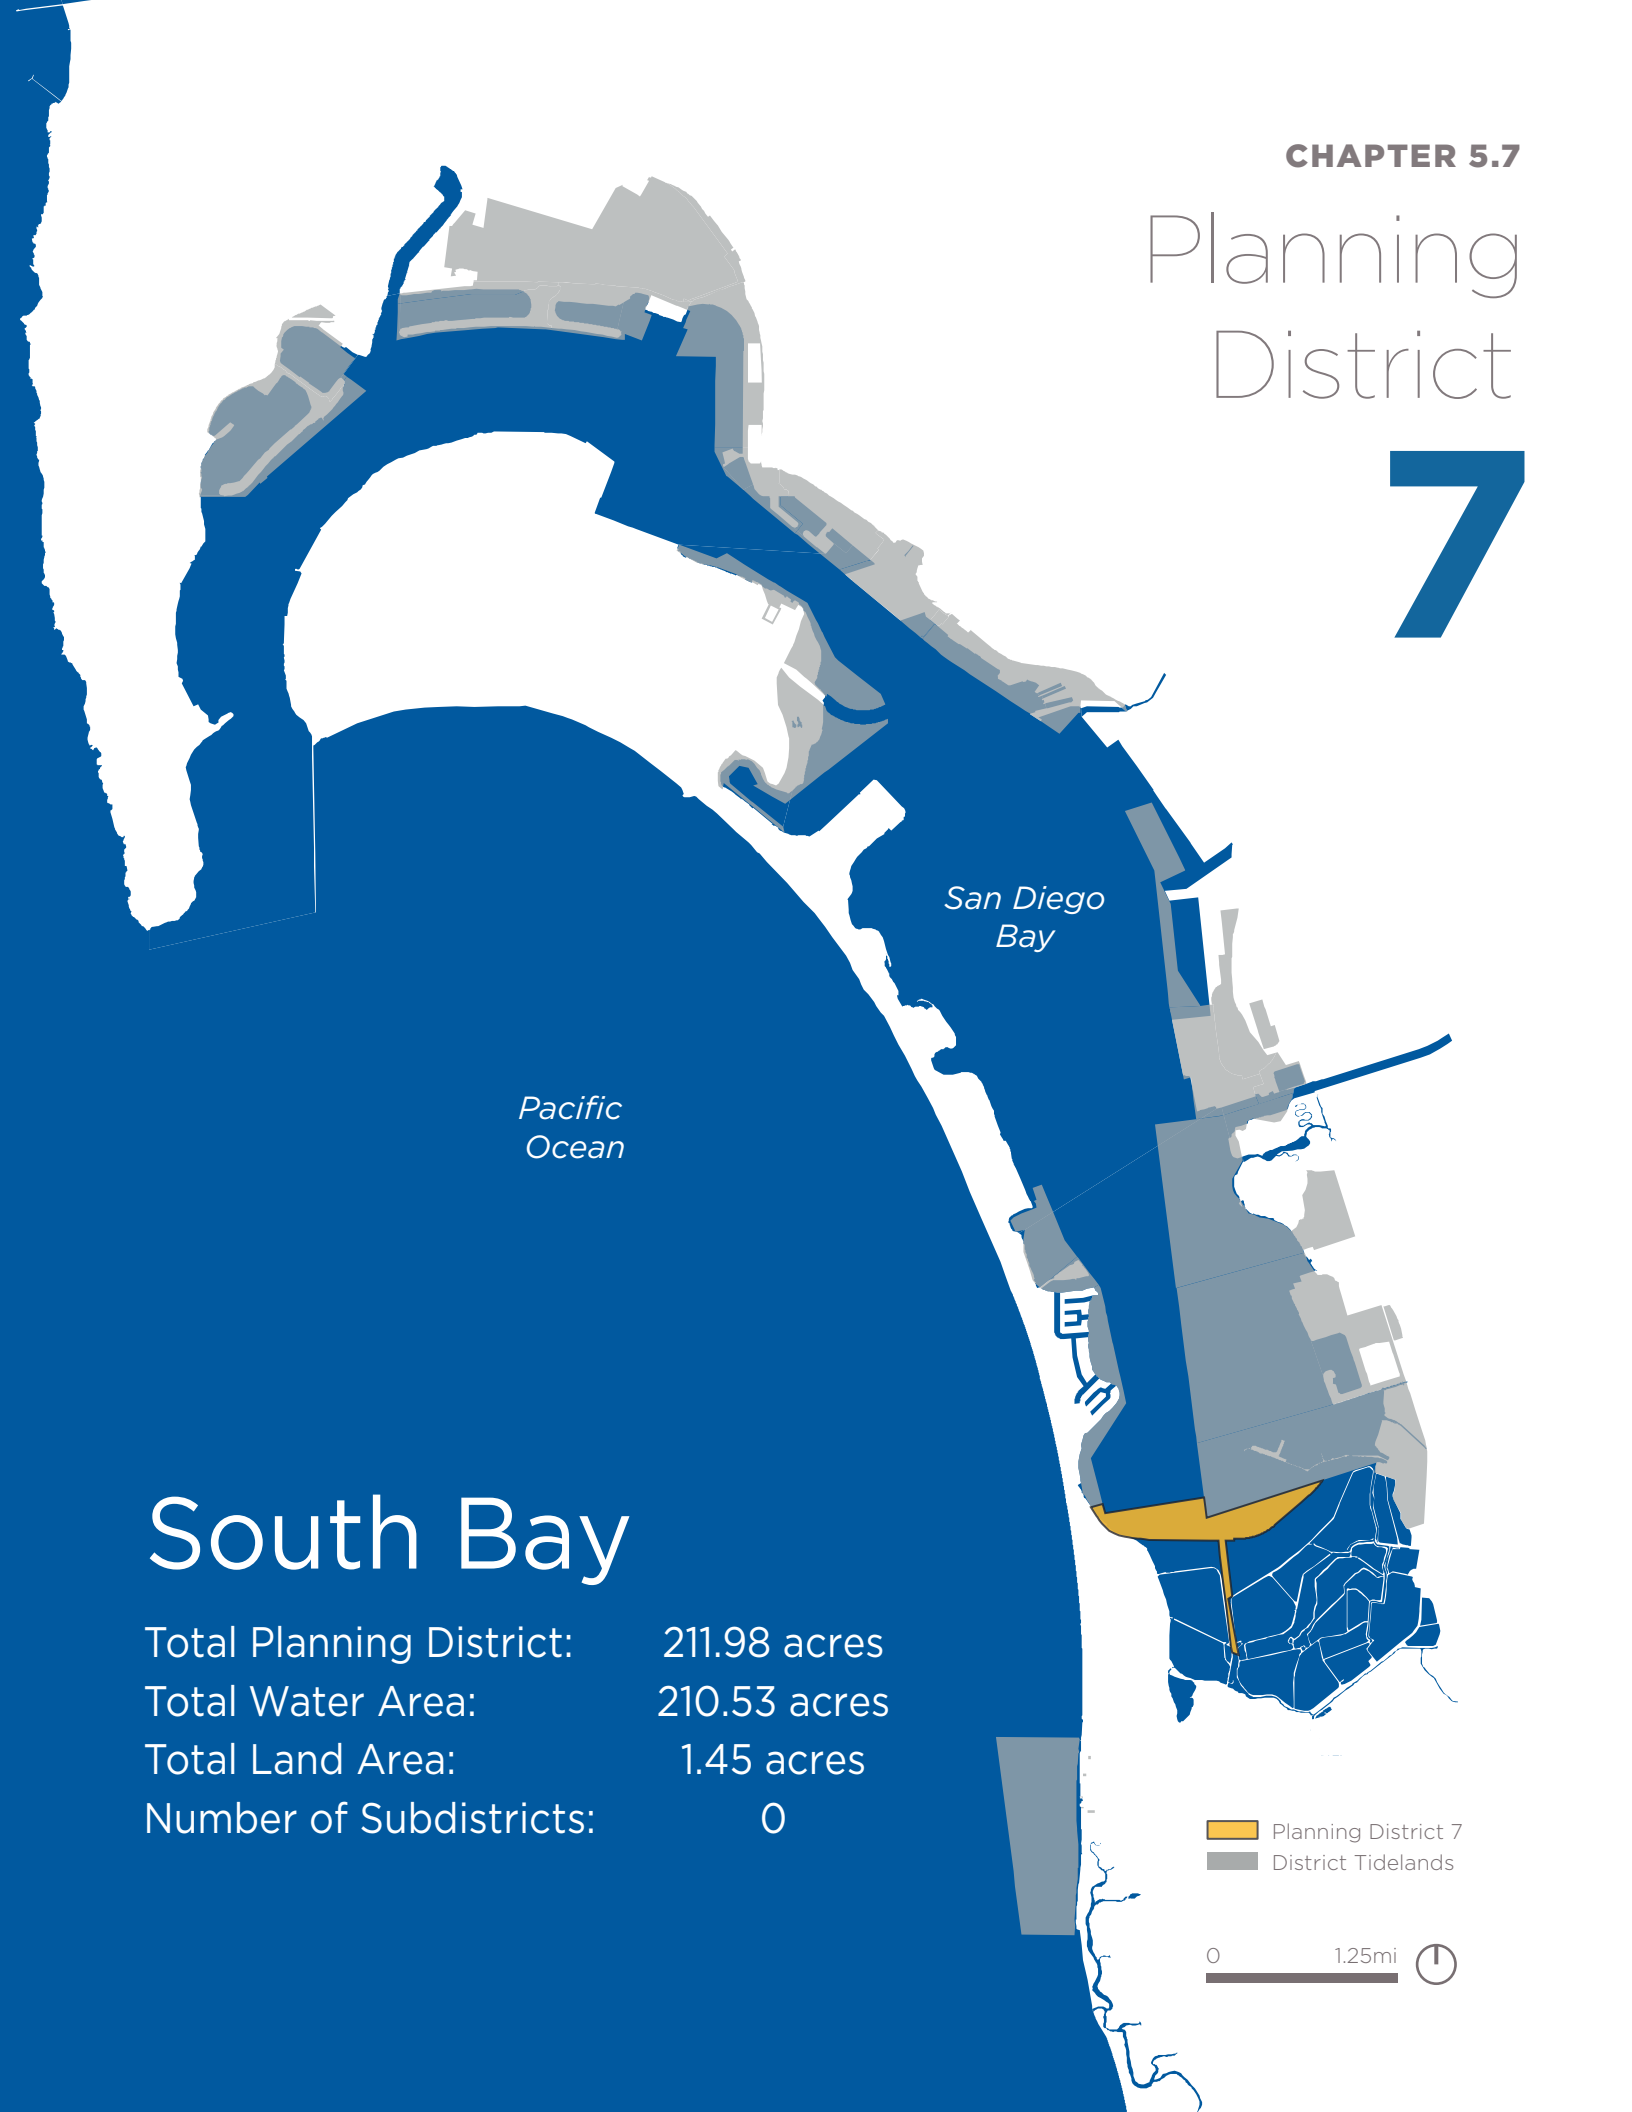 CHAPTER 5.7
Planning
District
7
San Diego
Bay
Pacific
Ocean
South Bay
Total Planning District: 211.98 acres
Total Water Area: 210.53 acres
Total Land Area: 1.45 acres
Number of Subdistricts: 0
Planning District 7
District Tidelands
0 1.25mi